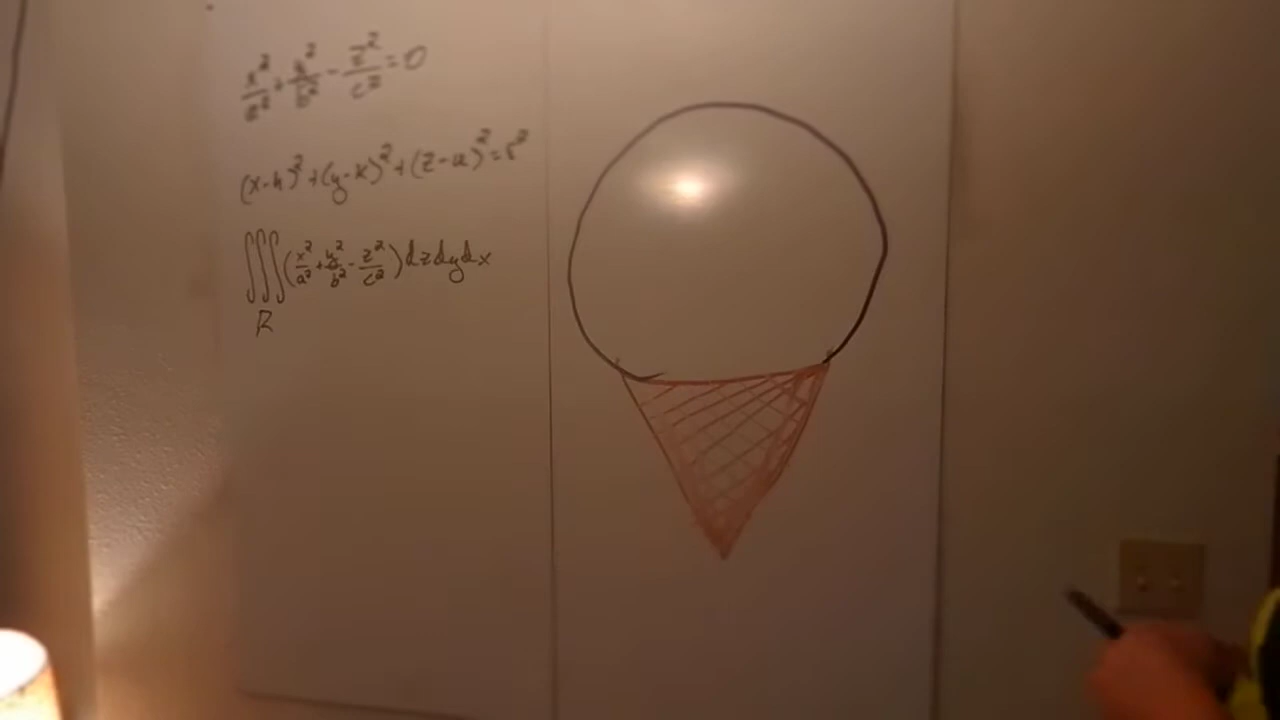 x²/a² + y²/b² - z²/c² = 0
(x-h)² + (y-k)² + (z-u)² = r²
∭_R (x²/a² + y²/b² - z²/c²) dz dy dx